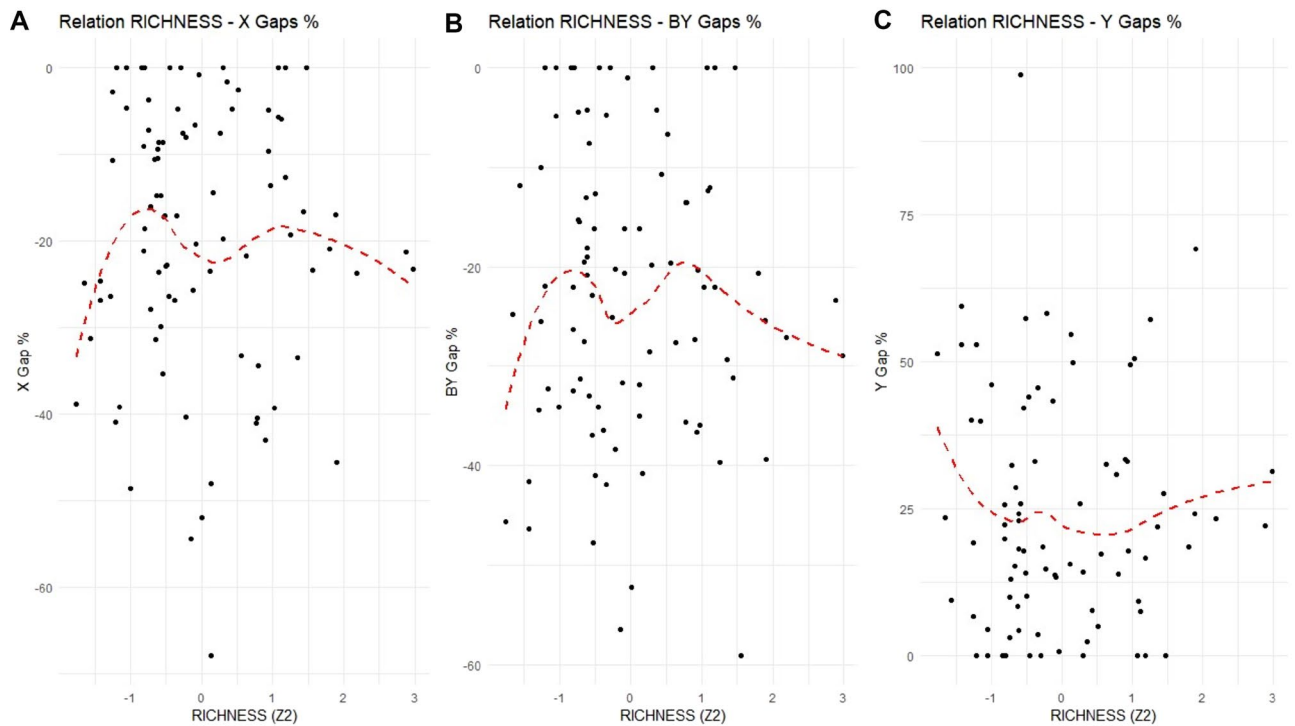 A
Relation RICHNESS - X Gaps %
X Gap %
0
-20
-40
-60
-1
0
1
2
3
RICHNESS (Z2)
B
Relation RICHNESS - BY Gaps %
BY Gap %
0
-20
-40
-60
-1
0
1
2
3
RICHNESS (Z2)
C
Relation RICHNESS - Y Gaps %
Y Gap %
100
75
50
25
0
-1
0
1
2
3
RICHNESS (Z2)